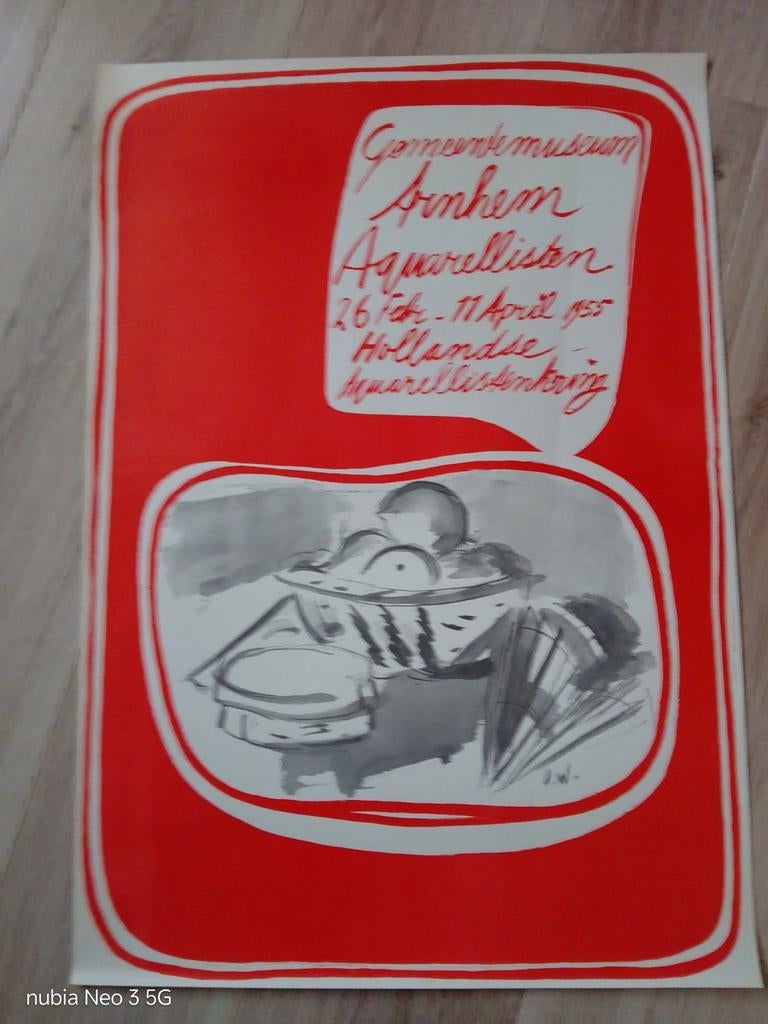 Gemeentemuseum
Arnhem
Aquarellisten
26 Febr. - 11 April 1955
Hollandse -
Aquarellistenkring
nubia Neo 3 5G